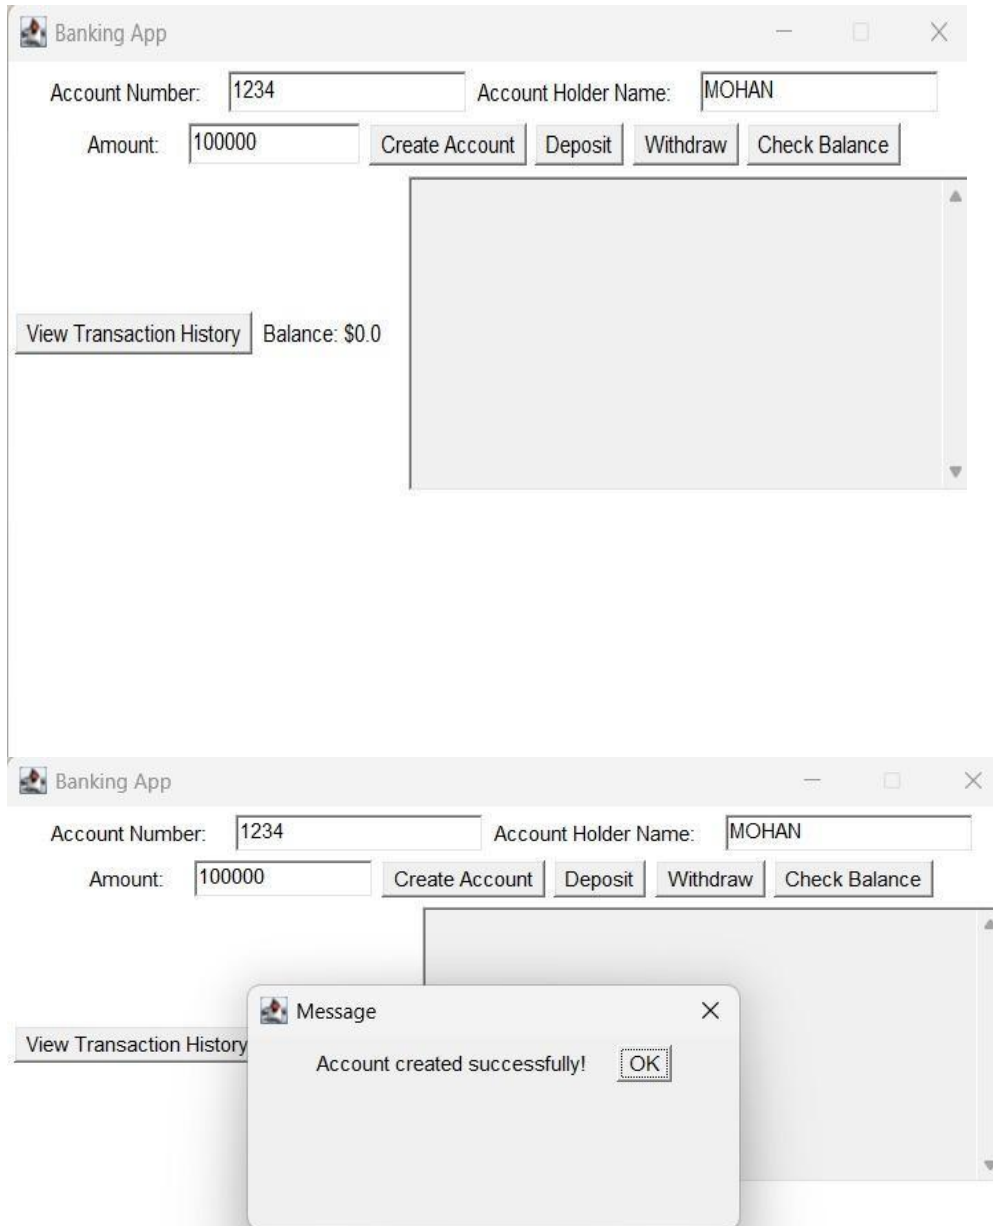 Banking App
Account Number: 1234 Account Holder Name: MOHAN
Amount: 100000 Create Account Deposit Withdraw Check Balance
View Transaction History Balance: $0.0
Banking App
Account Number: 1234 Account Holder Name: MOHAN
Amount: 100000 Create Account Deposit Withdraw Check Balance
Message
View Transaction History
Account created successfully! OK